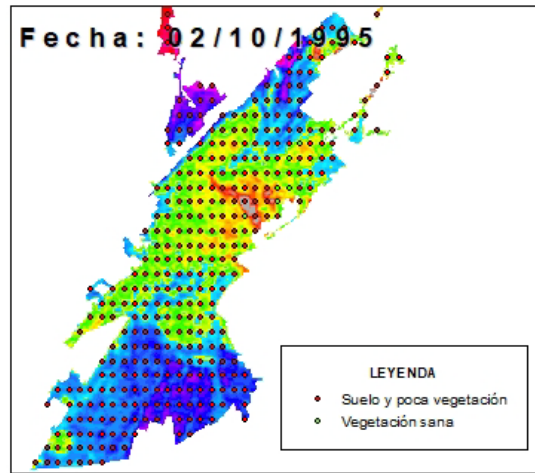 Fecha: 02/10/1995
LEYENDA
Suelo y poca vegetación
Vegetación sana